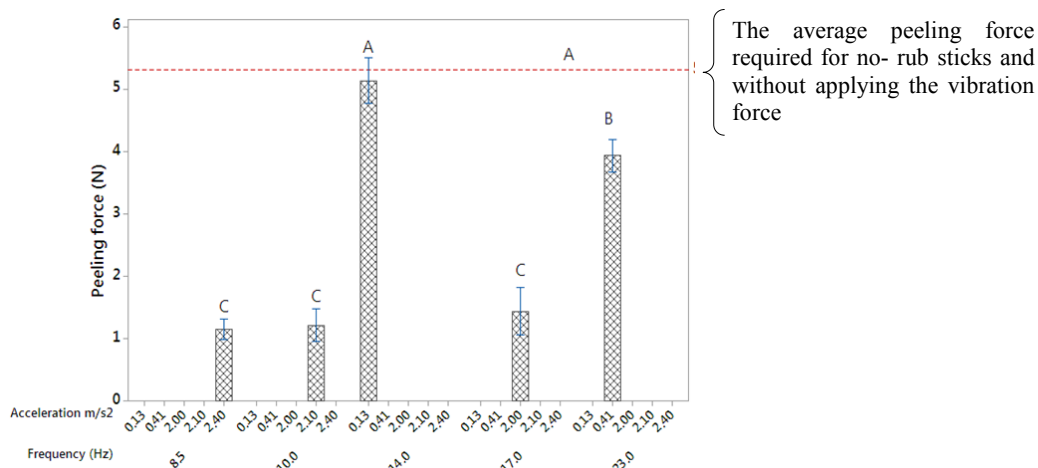 6
5
4
3
2
1
0
Peeling force (N)
A
A
B
C
C
C
The average peeling force
required for no- rub sticks and
without applying the vibration
force
Acceleration m/s2
0.13 0.41 2.00 2.10 2.40 0.13 0.41 2.00 2.10 2.40 0.13 0.41 2.00 2.10 2.40 0.13 0.41 2.00 2.10 2.40 0.13 0.41 2.00 2.10 2.40
Frequency (Hz)
8.5 10.0 14.0 17.0 23.0